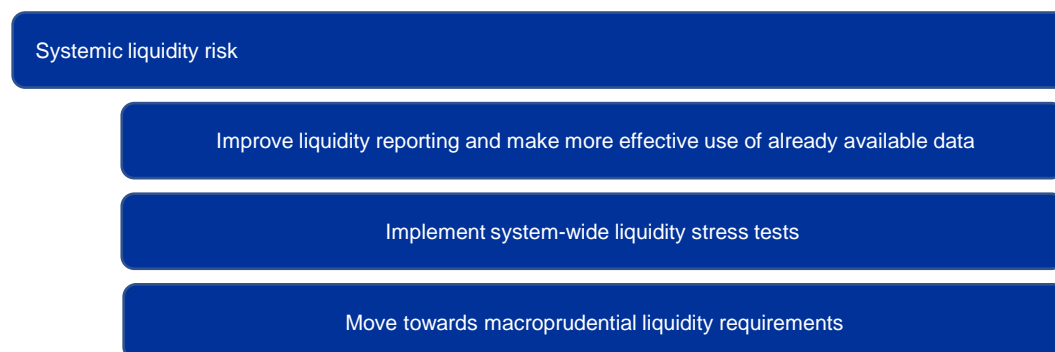 Systemic liquidity risk
Improve liquidity reporting and make more effective use of already available data
Implement system-wide liquidity stress tests
Move towards macroprudential liquidity requirements